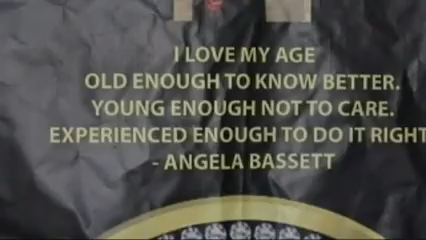 I LOVE MY AGE
OLD ENOUGH TO KNOW BETTER.
YOUNG ENOUGH NOT TO CARE.
EXPERIENCED ENOUGH TO DO IT RIGHT
- ANGELA BASSETT